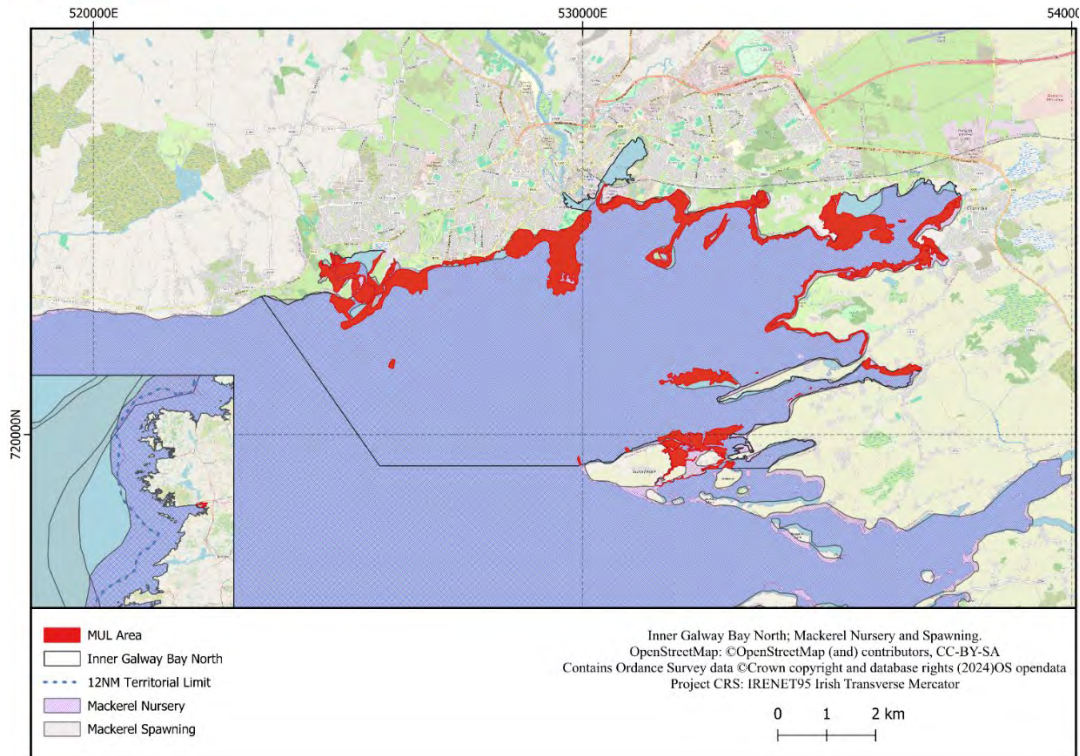 520000E
530000E
54000
720000N
MUL Area
Inner Galway Bay North
12NM Territorial Limit
Mackerel Nursery
Mackerel Spawning
Inner Galway Bay North; Mackerel Nursery and Spawning.
OpenStreetMap: ©OpenStreetMap (and) contributors, CC-BY-SA
Contains Ordance Survey data ©Crown copyright and database rights (2024)OS opendata
Project CRS: IRENET95 Irish Transverse Mercator
0 1 2 km